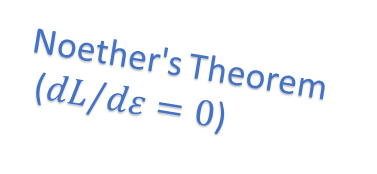 Noether's Theorem
(dL/dε = 0)